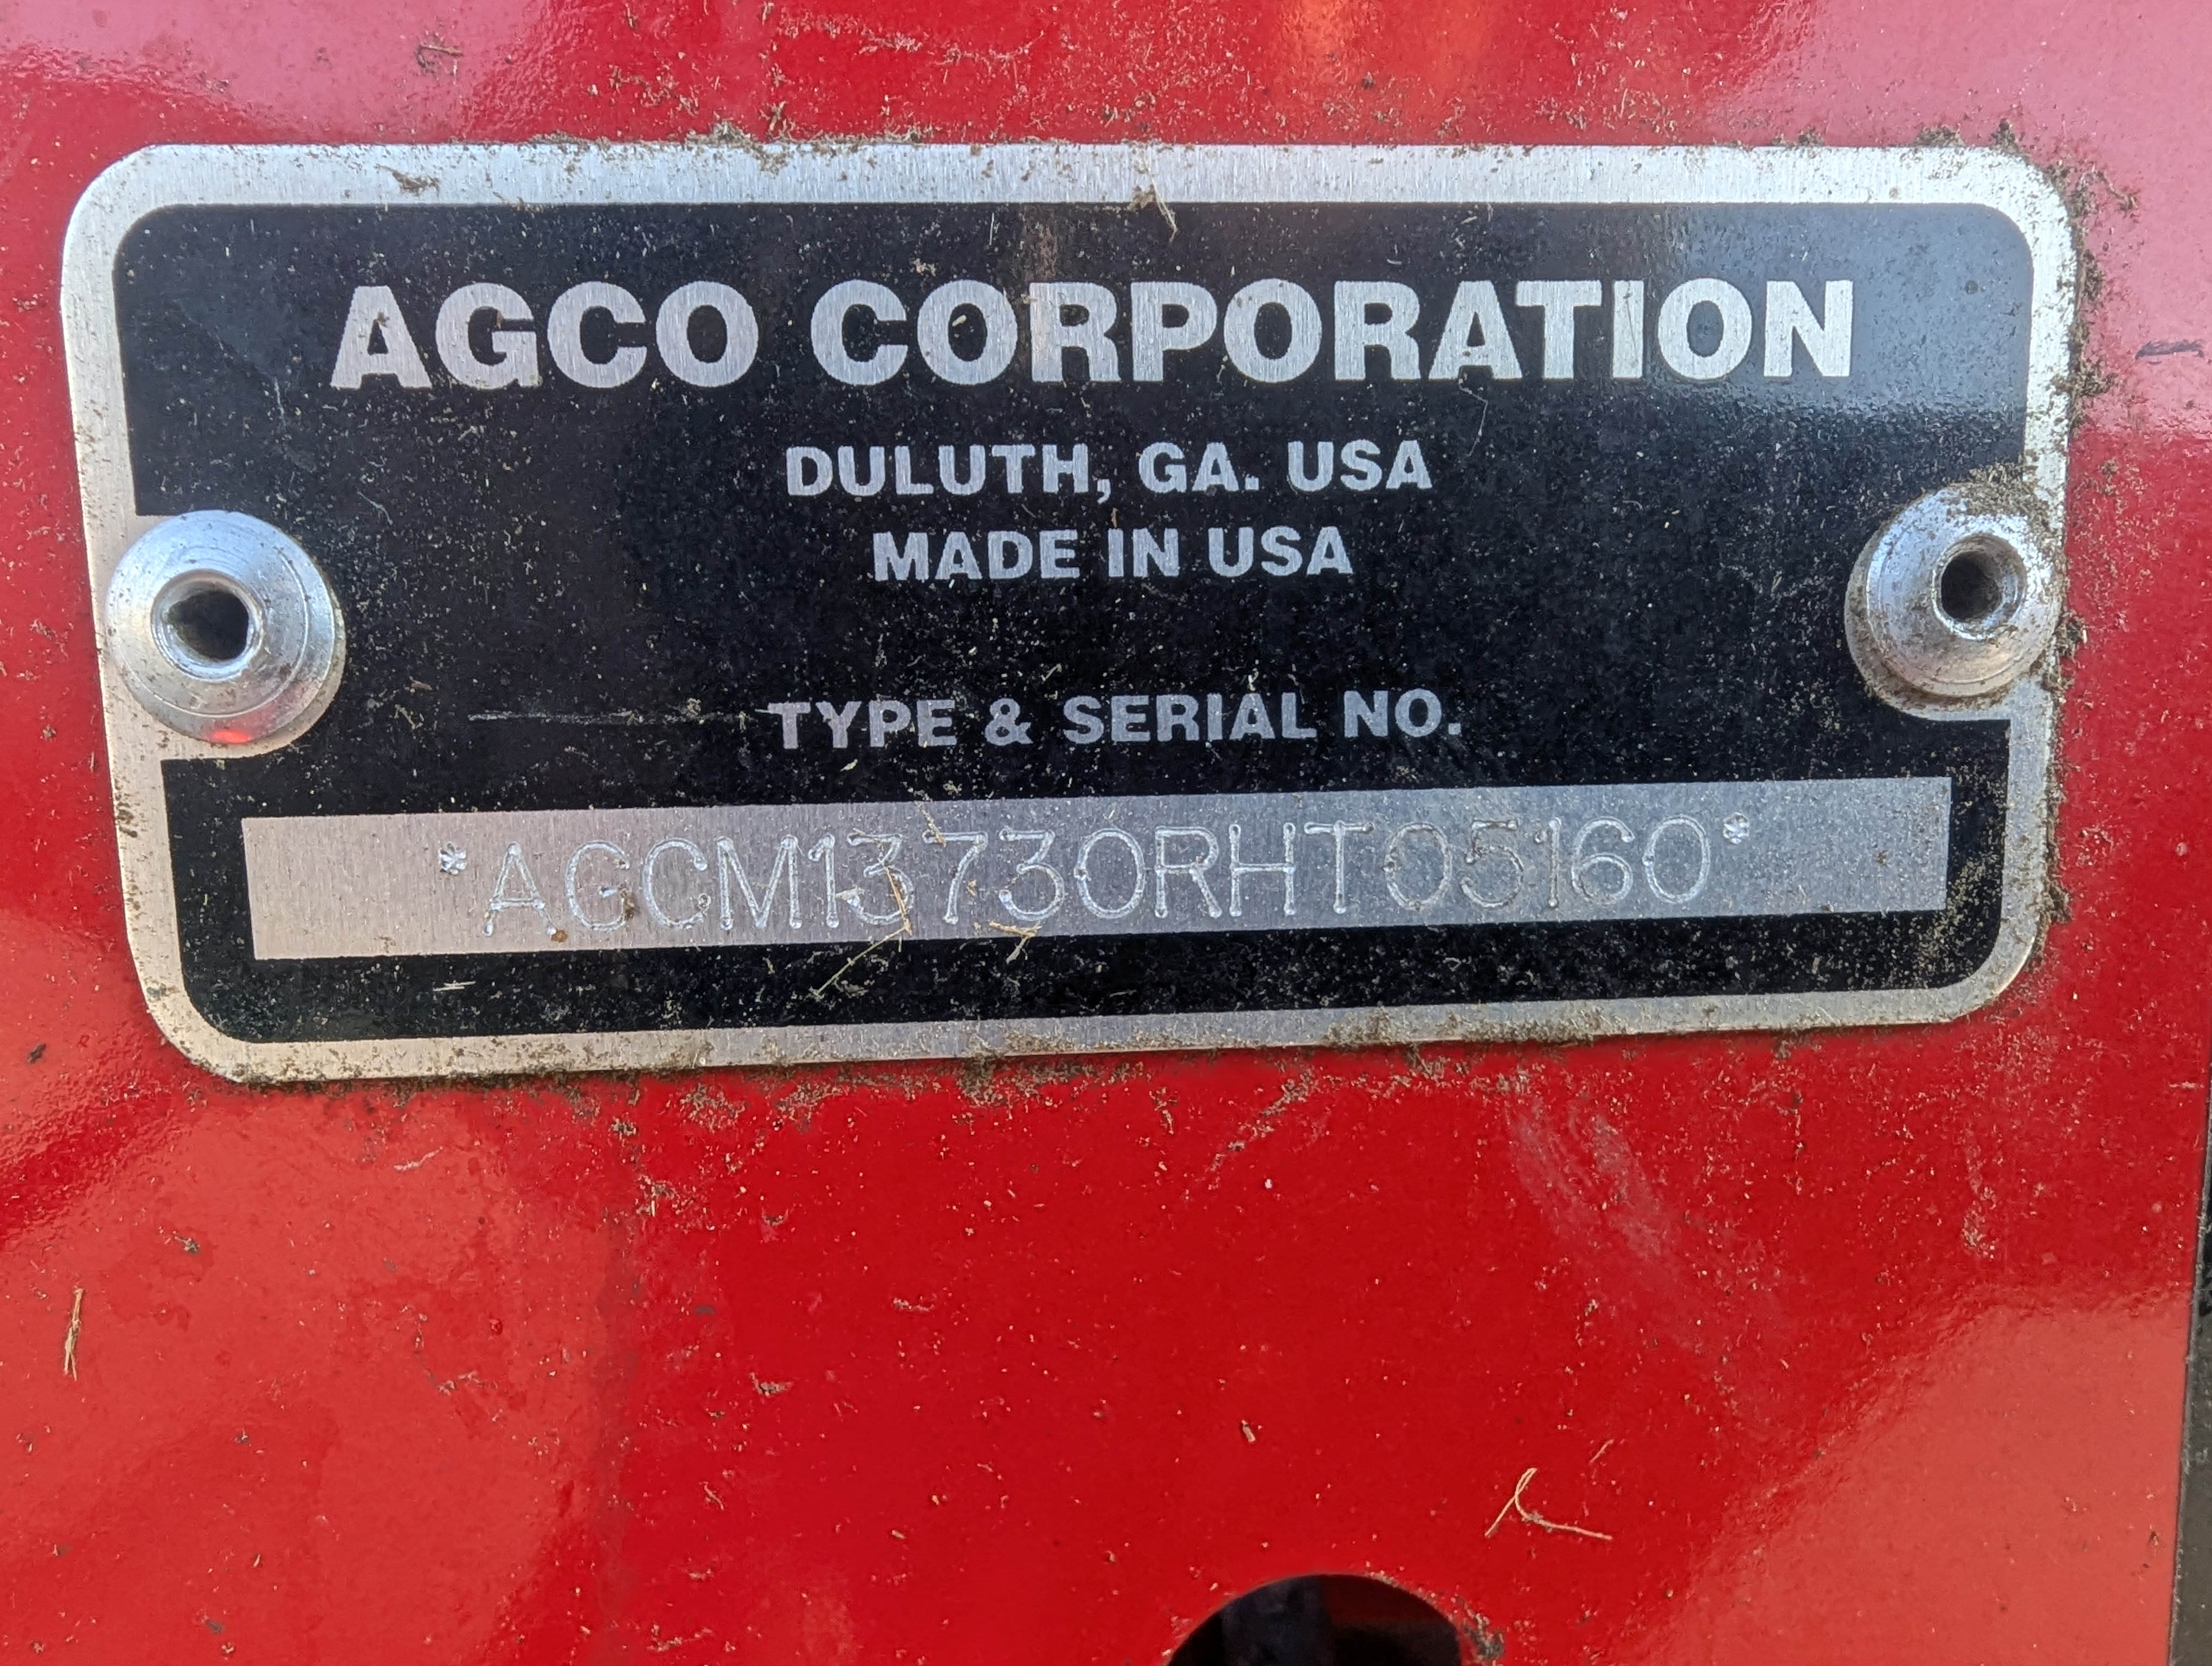 AGCO CORPORATION
DULUTH, GA. USA
MADE IN USA
TYPE & SERIAL NO.
*AGCM13730RHT05160*